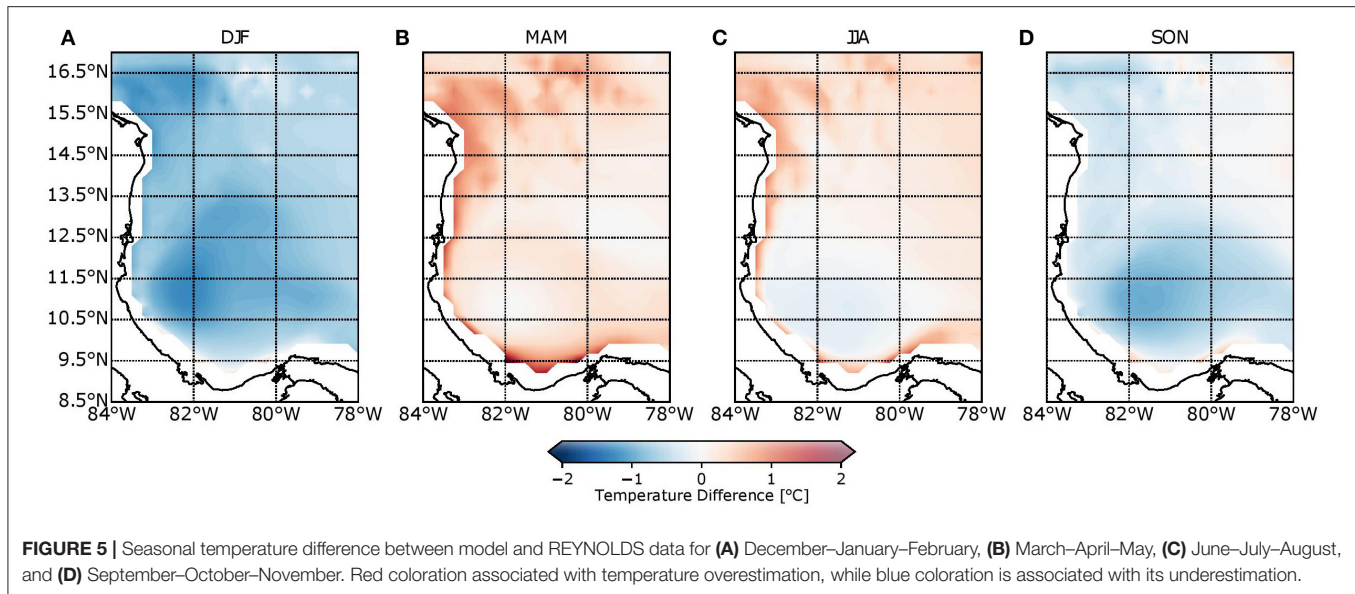 A DJF B MAM C JJA D SON
16.5°N
15.5°N
14.5°N
13.5°N
12.5°N
11.5°N
10.5°N
9.5°N
8.5°N
84°W 82°W 80°W 78°W 84°W 82°W 80°W 78°W 84°W 82°W 80°W 78°W 84°W 82°W 80°W 78°W
−2 −1 0 1 2
Temperature Difference [°C]
FIGURE 5 | Seasonal temperature difference between model and REYNOLDS data for (A) December–January–February, (B) March–April–May, (C) June–July–August,
and (D) September–October–November. Red coloration associated with temperature overestimation, while blue coloration is associated with its underestimation.